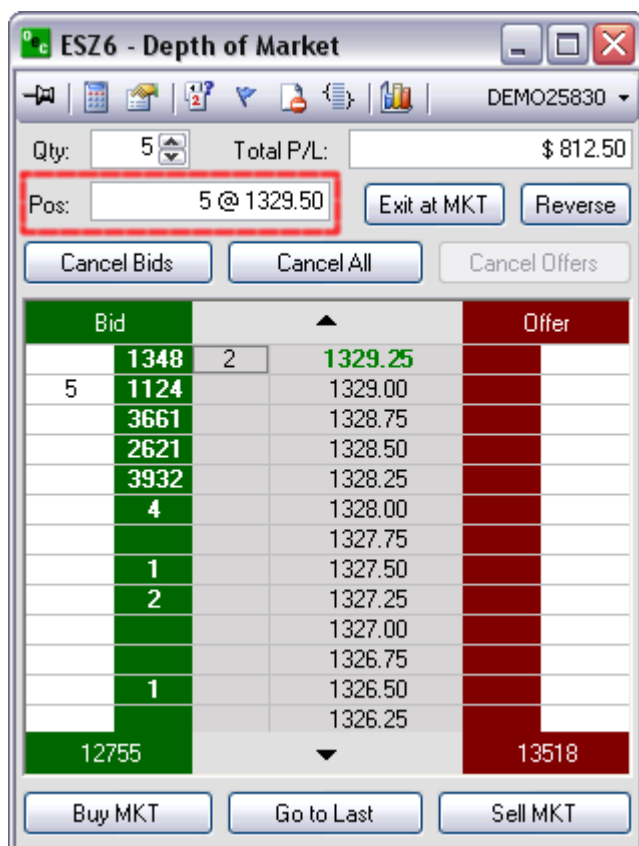 Oec ESZ6 - Depth of Market
DEMO25830
Qty: 5 Total P/L: $ 812.50
Pos: 5 @ 1329.50 Exit at MKT Reverse
Cancel Bids Cancel All Cancel Offers
Bid Offer
1348 2 1329.25
5 1124 1329.00
3661 1328.75
2621 1328.50
3932 1328.25
4 1328.00
1327.75
1 1327.50
2 1327.25
1327.00
1326.75
1 1326.50
1326.25
12755 13518
Buy MKT Go to Last Sell MKT